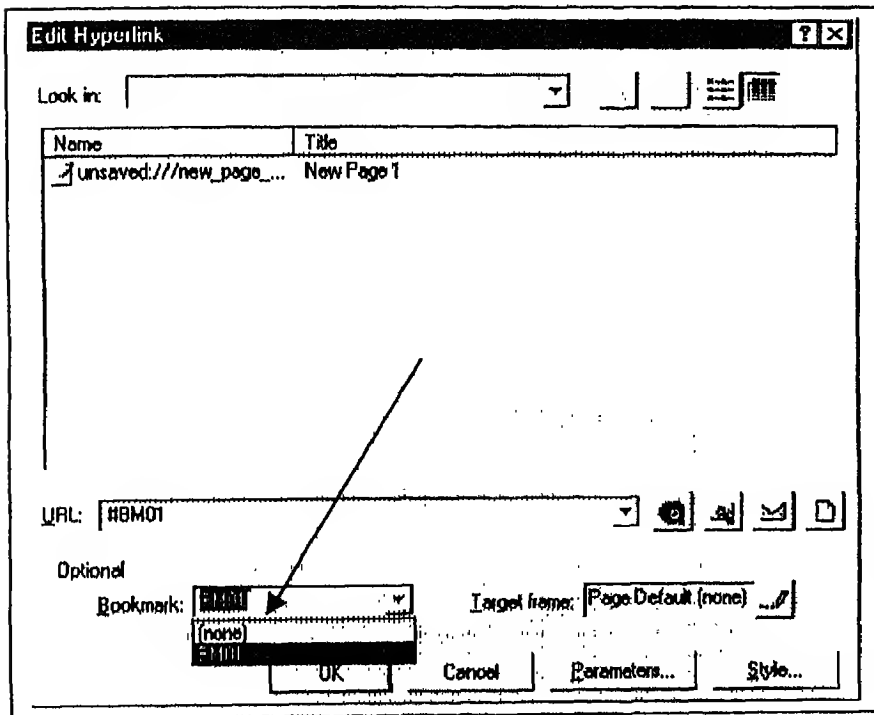 Edit Hyperlink
Look in:
Name Title
unsaved:///new_page_... New Page 1
URL: #BM01
Optional
Bookmark: Target frame: Page Default (none)
(none)
OK Cancel Parameters... Style...